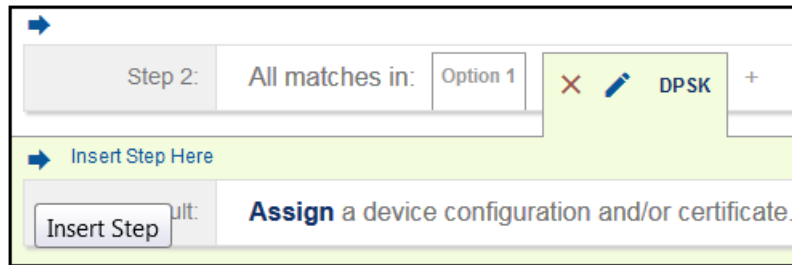 Step 2: All matches in: Option 1 DPSK +
Insert Step Here
ult: Assign a device configuration and/or certificate.
Insert Step